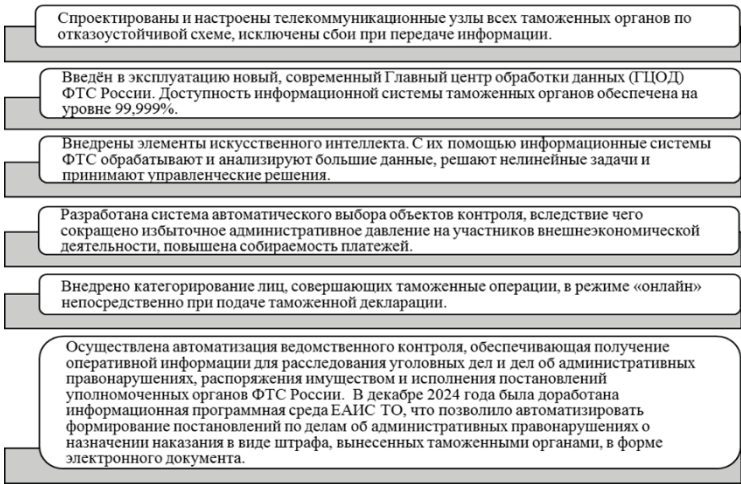 Спроектированы и настроены телекоммуникационные узлы всех таможенных органов по
отказоустойчивой схеме, исключены сбои при передаче информации.
Введён в эксплуатацию новый, современный Главный центр обработки данных (ГЦОД)
ФТС России. Доступность информационной системы таможенных органов обеспечена на
уровне 99,999%.
Внедрены элементы искусственного интеллекта. С их помощью информационные системы
ФТС обрабатывают и анализируют большие данные, решают нелинейные задачи и
принимают управленческие решения.
Разработана система автоматического выбора объектов контроля, вследствие чего
сокращено избыточное административное давление на участников внешнеэкономической
деятельности, повышена собираемость платежей.
Внедрено категорирование лиц, совершающих таможенные операции, в режиме «онлайн»
непосредственно при подаче таможенной декларации.
Осуществлена автоматизация ведомственного контроля, обеспечивающая получение
оперативной информации для расследования уголовных дел и дел об административных
правонарушениях, распоряжения имуществом и исполнения постановлений
уполномоченных органов ФТС России. В декабре 2024 года была доработана
информационная программная среда ЕАИС ТО, что позволило автоматизировать
формирование постановлений по делам об административных правонарушениях о
назначении наказания в виде штрафа, вынесенных таможенными органами, в форме
электронного документа.